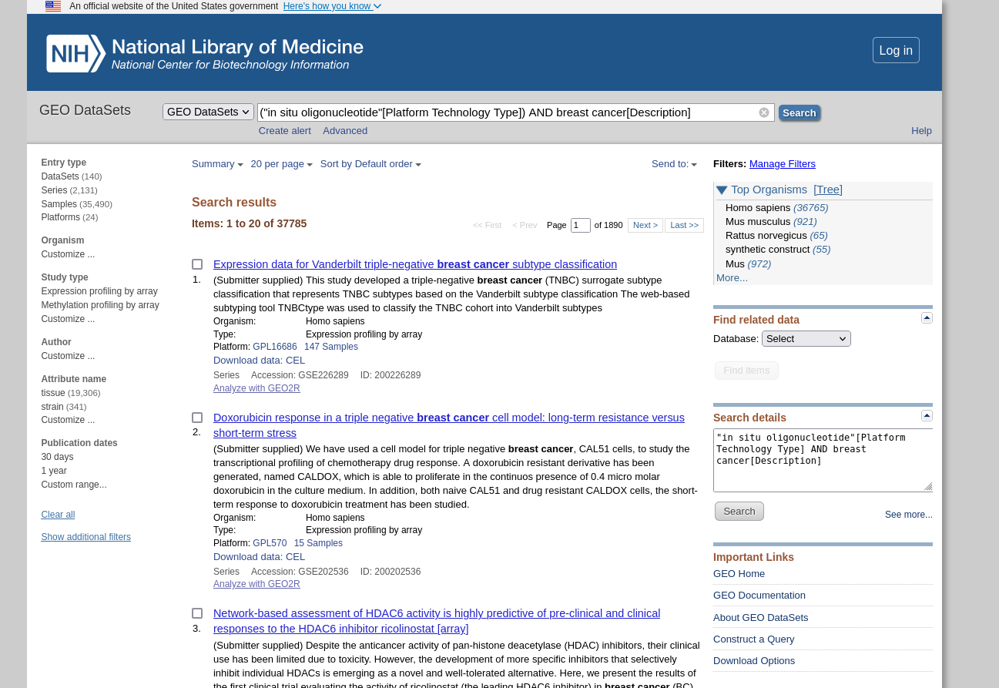 An official website of the United States government Here's how you know
NIH National Library of Medicine
National Center for Biotechnology Information
Log in
GEO DataSets
GEO DataSets ("in situ oligonucleotide"[Platform Technology Type]) AND breast cancer[Description] Search
Create alert Advanced
Help
Entry type
DataSets (140)
Series (2,131)
Samples (35,490)
Platforms (24)
Organism
Customize ...
Study type
Expression profiling by array
Methylation profiling by array
Customize ...
Author
Customize ...
Attribute name
tissue (19,306)
strain (341)
Customize ...
Publication dates
30 days
1 year
Custom range...
Clear all
Show additional filters
Summary 20 per page Sort by Default order Send to:
Search results
Items: 1 to 20 of 37785
<< First < Prev Page 1 of 1890 Next > Last >>
Expression data for Vanderbilt triple-negative breast cancer subtype classification
1. (Submitter supplied) This study developed a triple-negative breast cancer (TNBC) surrogate subtype
classification that represents TNBC subtypes based on the Vanderbilt subtype classification The web-based
subtyping tool TNBCtype was used to classify the TNBC cohort into Vanderbilt subtypes
Organism: Homo sapiens
Type: Expression profiling by array
Platform: GPL16686 147 Samples
Download data: CEL
Series Accession: GSE226289 ID: 200226289
Analyze with GEO2R
Doxorubicin response in a triple negative breast cancer cell model: long-term resistance versus
2. short-term stress
(Submitter supplied) We have used a cell model for triple negative breast cancer, CAL51 cells, to study the
transcriptional profiling of chemotherapy drug response. A doxorubicin resistant derivative has been
generated, named CALDOX, which is able to proliferate in the continuos presence of 0.4 micro molar
doxorubicin in the culture medium. In addition, both naive CAL51 and drug resistant CALDOX cells, the short-
term response to doxorubicin treatment has been studied.
Organism: Homo sapiens
Type: Expression profiling by array
Platform: GPL570 15 Samples
Download data: CEL
Series Accession: GSE202536 ID: 200202536
Analyze with GEO2R
Network-based assessment of HDAC6 activity is highly predictive of pre-clinical and clinical
3. responses to the HDAC6 inhibitor ricolinostat [array]
(Submitter supplied) Despite the anticancer activity of pan-histone deacetylase (HDAC) inhibitors, their clinical
use has been limited due to toxicity. However, the development of more specific inhibitors that selectively
inhibit individual HDACs is emerging as a novel and well-tolerated alternative. Here, we present the results of
the first clinical trial evaluating the activity of ricolinostat (the leading HDAC6 inhibitor) in breast cancer (BC)
Filters: Manage Filters
Top Organisms [Tree]
Homo sapiens (36765)
Mus musculus (921)
Rattus norvegicus (65)
synthetic construct (55)
Mus (972)
More...
Find related data
Database: Select
Find items
Search details
"in situ oligonucleotide"[Platform
Technology Type] AND breast
cancer[Description]
Search See more...
Important Links
GEO Home
GEO Documentation
About GEO DataSets
Construct a Query
Download Options